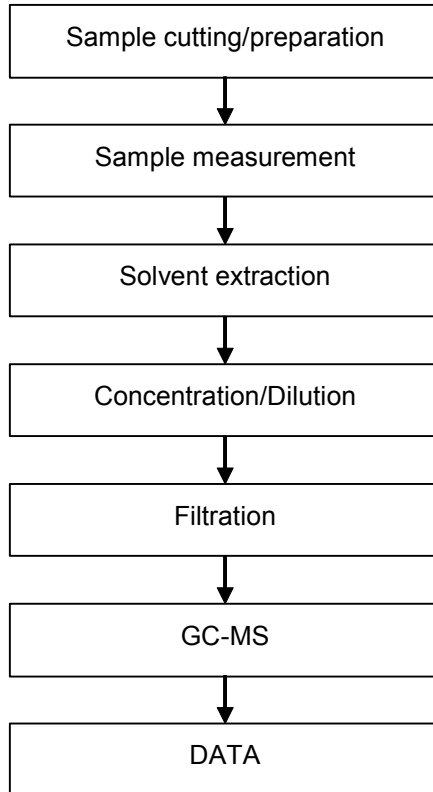 Sample cutting/preparation
Sample measurement
Solvent extraction
Concentration/Dilution
Filtration
GC-MS
DATA